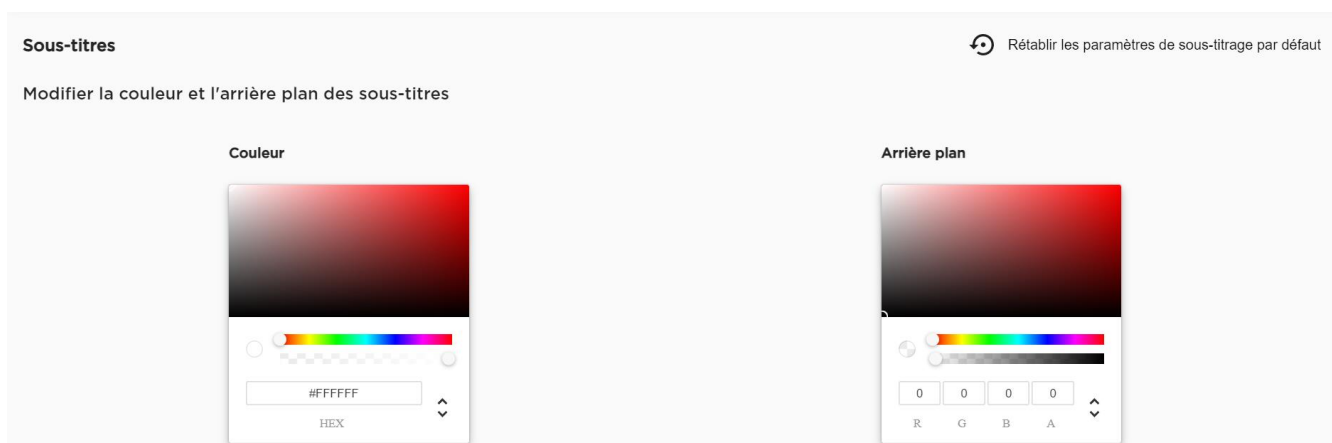 Sous-titres
Rétablir les paramètres de sous-titrage par défaut
Modifier la couleur et l'arrière plan des sous-titres
Couleur
Arrière plan
#FFFFFF
HEX
0 0 0 0
R G B A